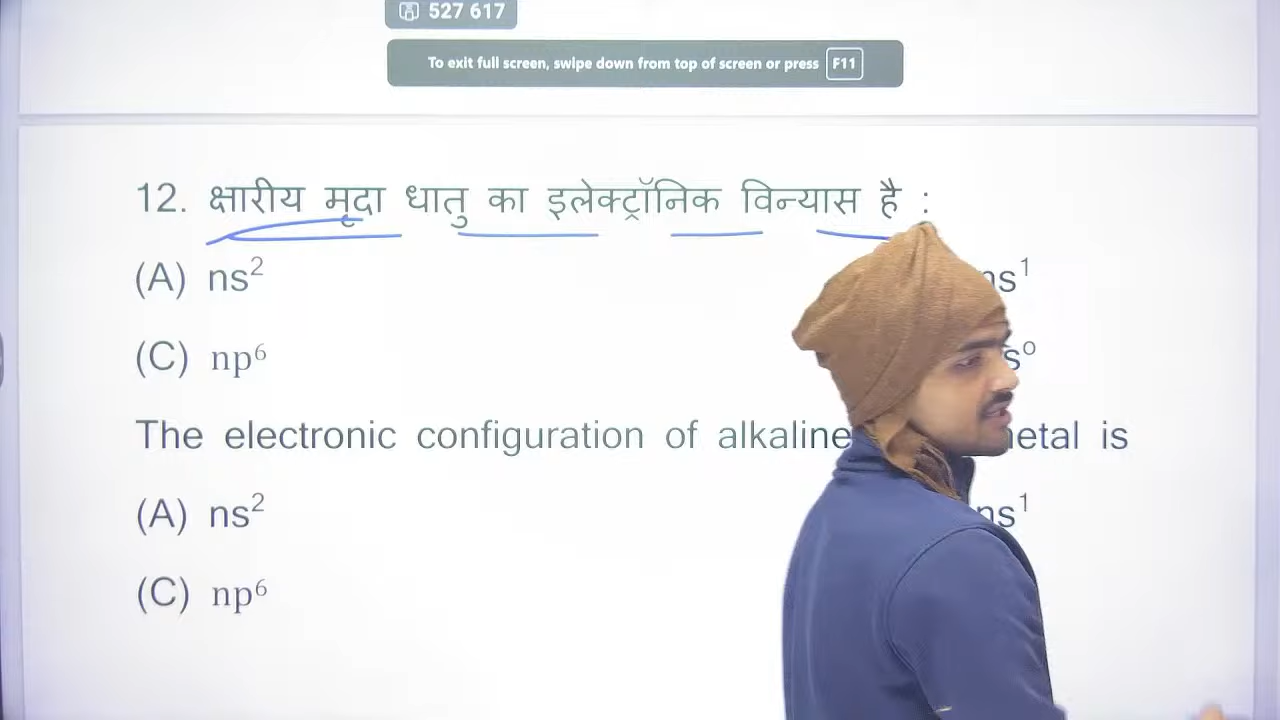 527 617
To exit full screen, swipe down from top of screen or press F11
12. क्षारीय मृदा धातु का इलेक्ट्रॉनिक विन्यास है :
(A) ns² ns¹
(C) np⁶ s⁰
The electronic configuration of alkaline is
(A) ns² ns¹
(C) np⁶